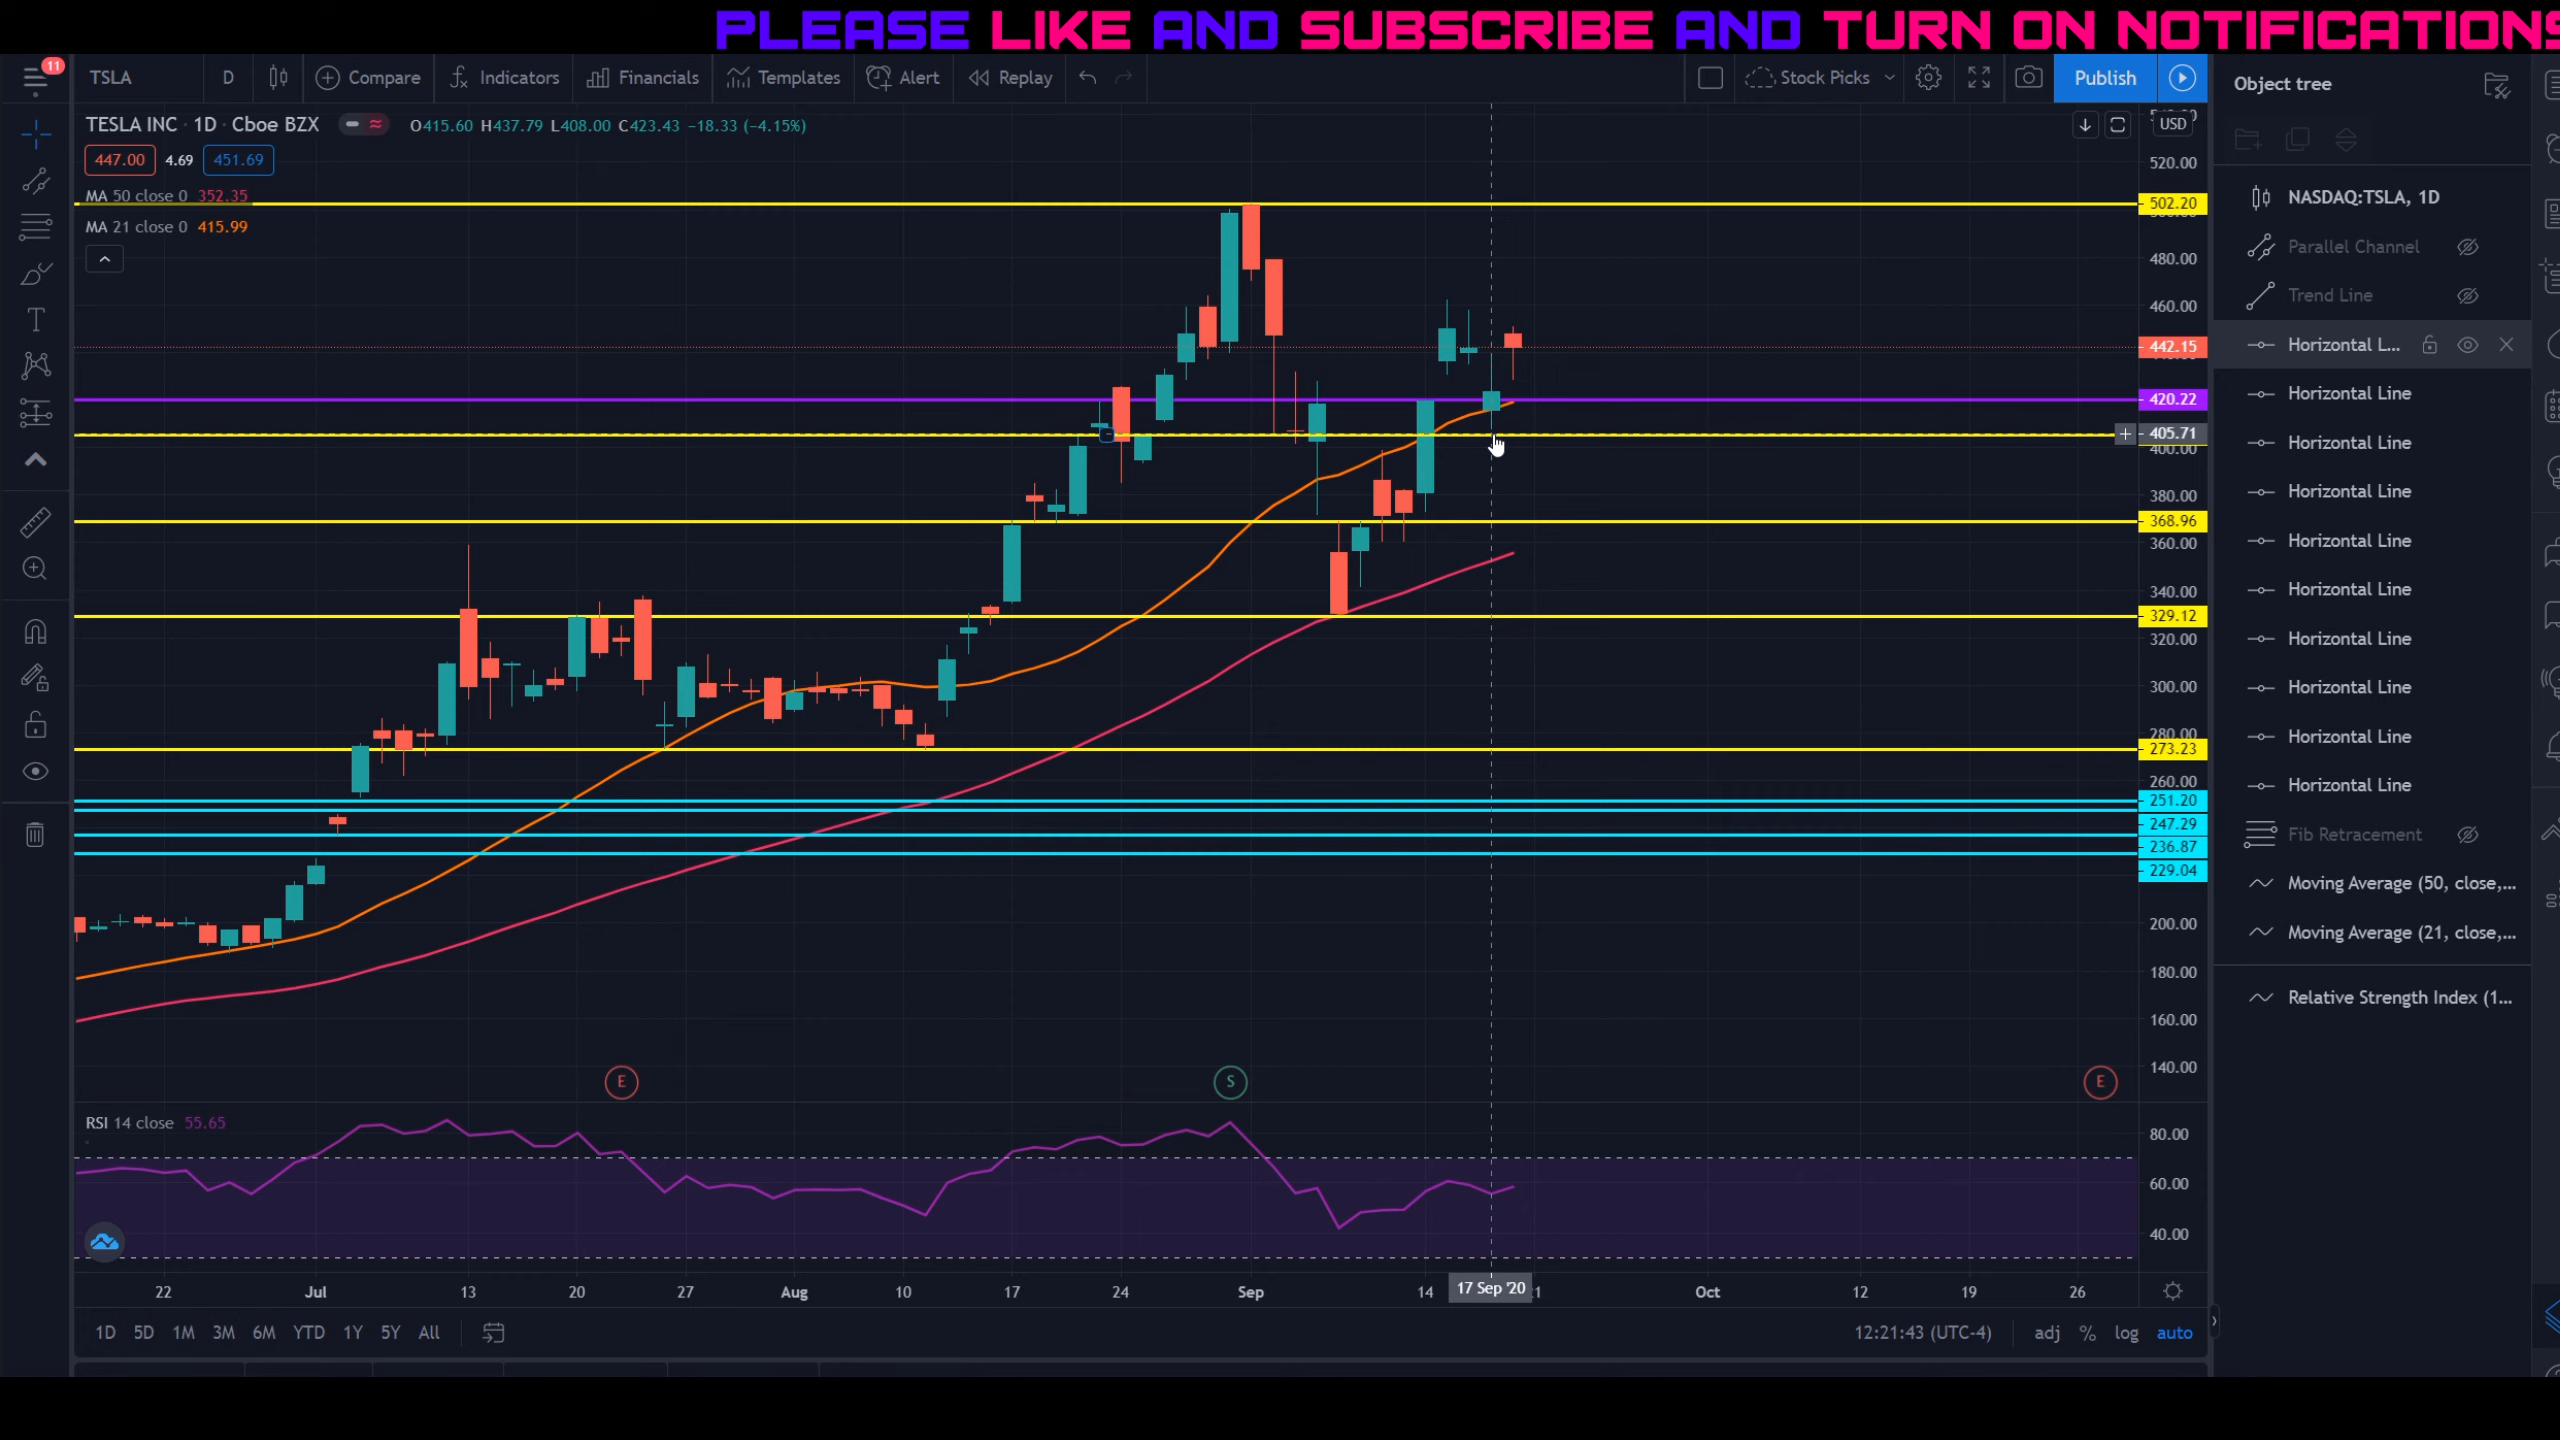 PLEASE LIKE AND SUBSCRIBE AND TURN ON NOTIFICATIONS
11
TSLA D Compare Indicators Financials Templates Alert Replay Stock Picks Publish
Object tree
TESLA INC · 1D · Cboe BZX O415.60 H437.79 L408.00 C423.43 −18.33 (−4.15%)
USD
447.00 4.69 451.69
MA 50 close 0 352.35
MA 21 close 0 415.99
520.00
502.20
480.00
460.00
442.15
420.22
405.71
400.00
380.00
368.96
360.00
340.00
329.12
320.00
300.00
280.00
273.23
260.00
251.20
247.29
236.87
229.04
200.00
180.00
160.00
140.00
NASDAQ:TSLA, 1D
Parallel Channel
Trend Line
Horizontal L...
Horizontal Line
Horizontal Line
Horizontal Line
Horizontal Line
Horizontal Line
Horizontal Line
Horizontal Line
Horizontal Line
Horizontal Line
Fib Retracement
Moving Average (50, close,...
Moving Average (21, close,...
Relative Strength Index (1...
E S E
RSI 14 close 55.65
80.00
60.00
40.00
22 Jul 13 20 27 Aug 10 17 24 Sep 14 17 Sep '20 Oct 12 19 26
1D 5D 1M 3M 6M YTD 1Y 5Y All 12:21:43 (UTC-4) adj % log auto